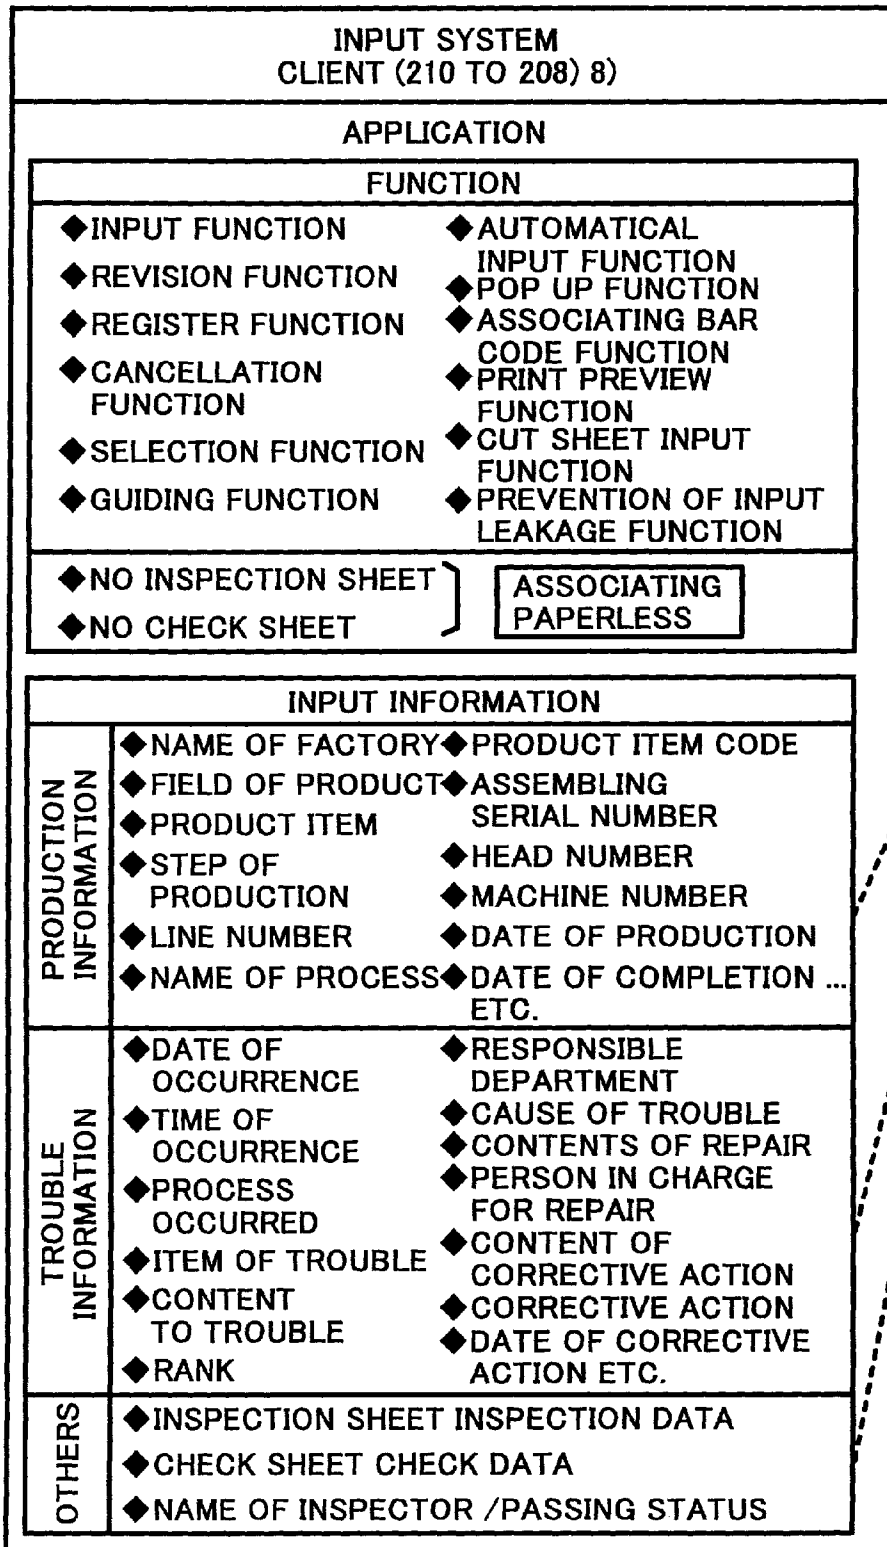 INPUT SYSTEM
CLIENT (210 TO 208) 8)
APPLICATION
FUNCTION
◆INPUT FUNCTION
◆REVISION FUNCTION
◆REGISTER FUNCTION
◆CANCELLATION
FUNCTION
◆SELECTION FUNCTION
◆GUIDING FUNCTION
◆AUTOMATICAL
INPUT FUNCTION
◆POP UP FUNCTION
◆ASSOCIATING BAR
CODE FUNCTION
◆PRINT PREVIEW
FUNCTION
◆CUT SHEET INPUT
FUNCTION
◆PREVENTION OF INPUT
LEAKAGE FUNCTION
◆NO INSPECTION SHEET
◆NO CHECK SHEET
ASSOCIATING
PAPERLESS
INPUT INFORMATION
PRODUCTION
INFORMATION
◆NAME OF FACTORY
◆FIELD OF PRODUCT
◆PRODUCT ITEM
◆STEP OF
PRODUCTION
◆LINE NUMBER
◆NAME OF PROCESS
◆PRODUCT ITEM CODE
◆ASSEMBLING
SERIAL NUMBER
◆HEAD NUMBER
◆MACHINE NUMBER
◆DATE OF PRODUCTION
◆DATE OF COMPLETION ...
ETC.
TROUBLE
INFORMATION
◆DATE OF
OCCURRENCE
◆TIME OF
OCCURRENCE
◆PROCESS
OCCURRED
◆ITEM OF TROUBLE
◆CONTENT
TO TROUBLE
◆RANK
◆RESPONSIBLE
DEPARTMENT
◆CAUSE OF TROUBLE
◆CONTENTS OF REPAIR
◆PERSON IN CHARGE
FOR REPAIR
◆CONTENT OF
CORRECTIVE ACTION
◆CORRECTIVE ACTION
◆DATE OF CORRECTIVE
ACTION ETC.
OTHERS
◆INSPECTION SHEET INSPECTION DATA
◆CHECK SHEET CHECK DATA
◆NAME OF INSPECTOR /PASSING STATUS